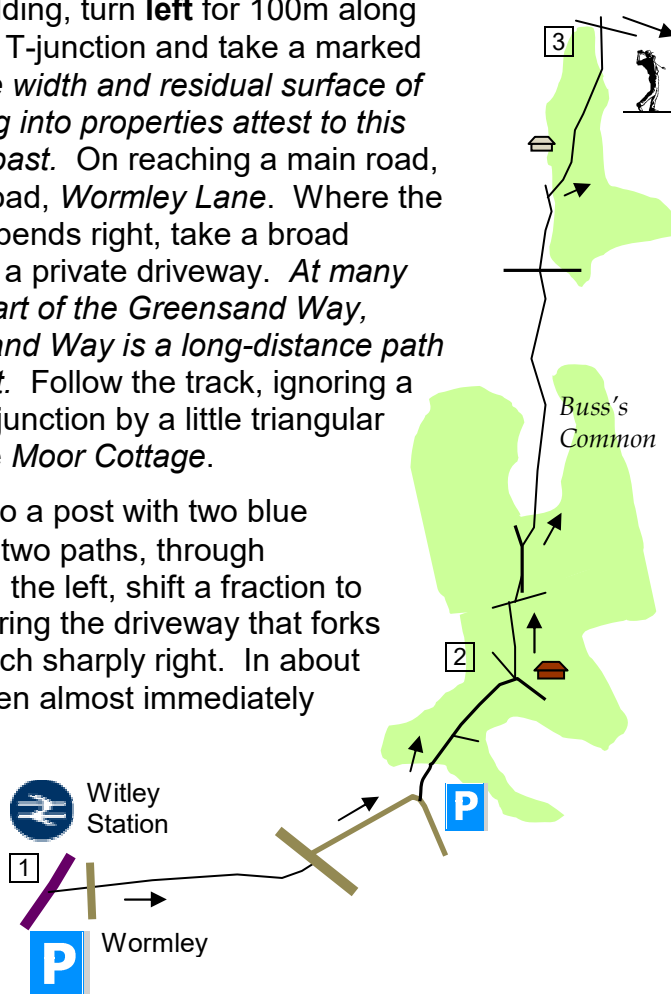 lding, turn left for 100m along
T-junction and take a marked
e width and residual surface of
g into properties attest to this
past. On reaching a main road,
oad, Wormley Lane. Where the
bends right, take a broad
a private driveway. At many
art of the Greensand Way,
and Way is a long-distance path
t. Follow the track, ignoring a
junction by a little triangular
e Moor Cottage.
o a post with two blue
two paths, through
the left, shift a fraction to
ring the driveway that forks
ch sharply right. In about
en almost immediately
3
Buss's
Common
2
P
Witley
Station
1
Wormley
P